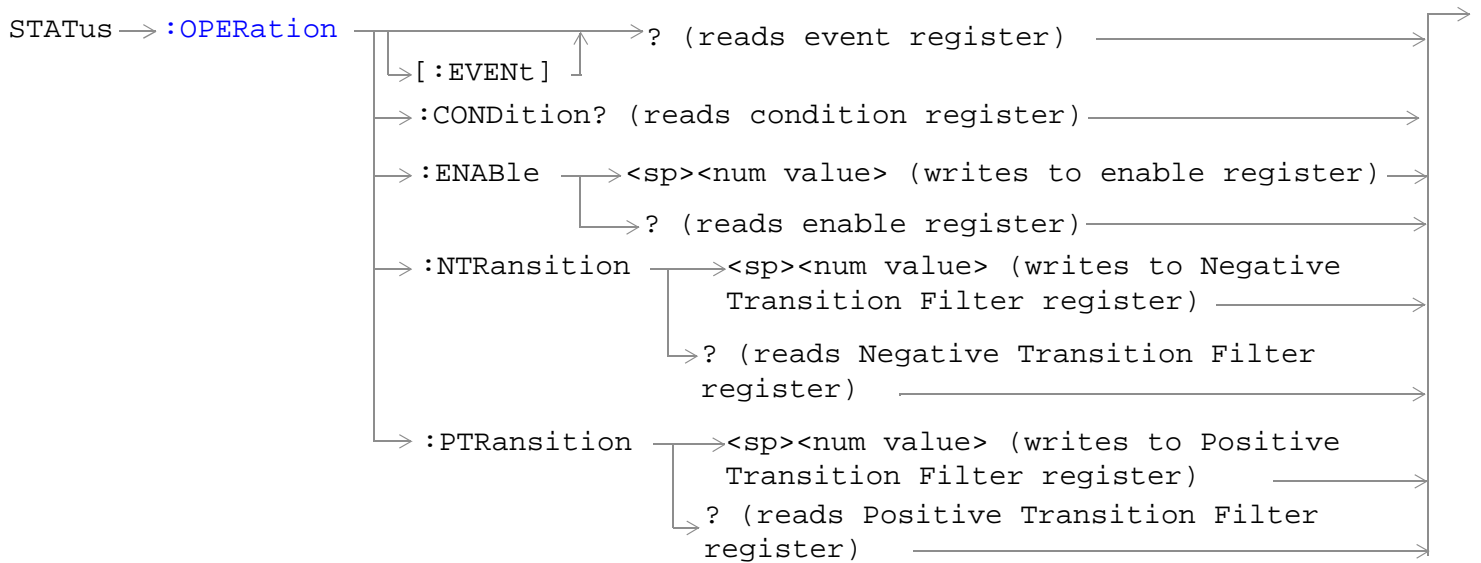 STATus :OPERation ? (reads event register)
[:EVENt]
:CONDition? (reads condition register)
:ENABle <sp><num value> (writes to enable register)
? (reads enable register)
:NTRansition <sp><num value> (writes to Negative
Transition Filter register)
? (reads Negative Transition Filter
register)
:PTRansition <sp><num value> (writes to Positive
Transition Filter register)
? (reads Positive Transition Filter
register)